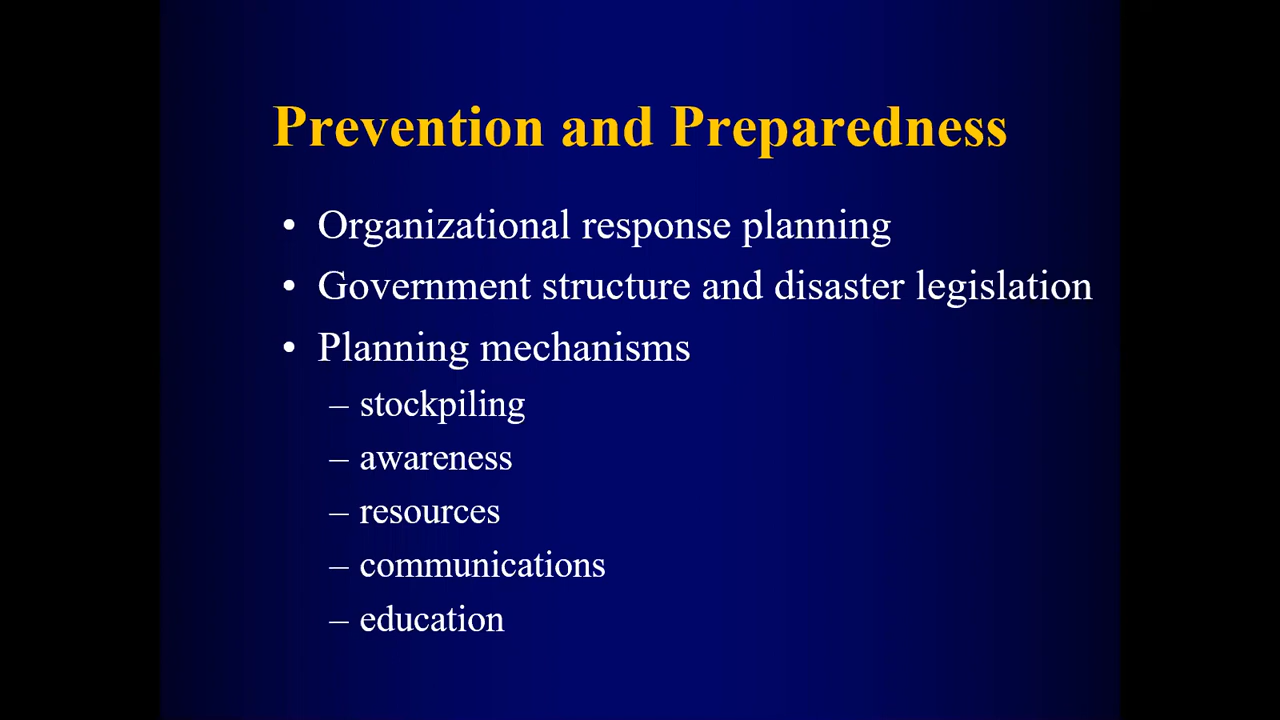 Prevention and Preparedness
• Organizational response planning
• Government structure and disaster legislation
• Planning mechanisms
– stockpiling
– awareness
– resources
– communications
– education